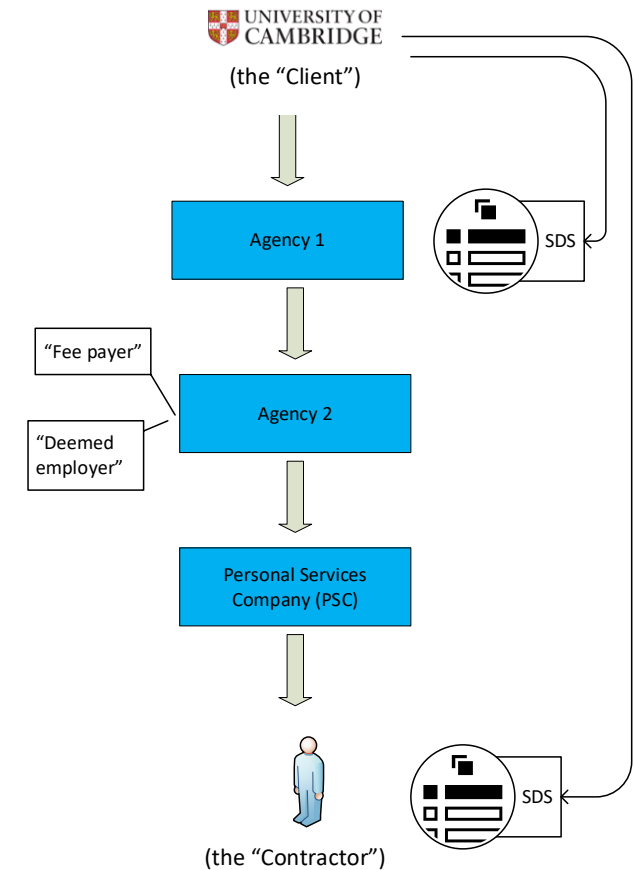 UNIVERSITY OF
CAMBRIDGE
(the “Client”)
Agency 1
SDS
“Fee payer”
Agency 2
“Deemed
employer”
Personal Services
Company (PSC)
SDS
(the “Contractor”)